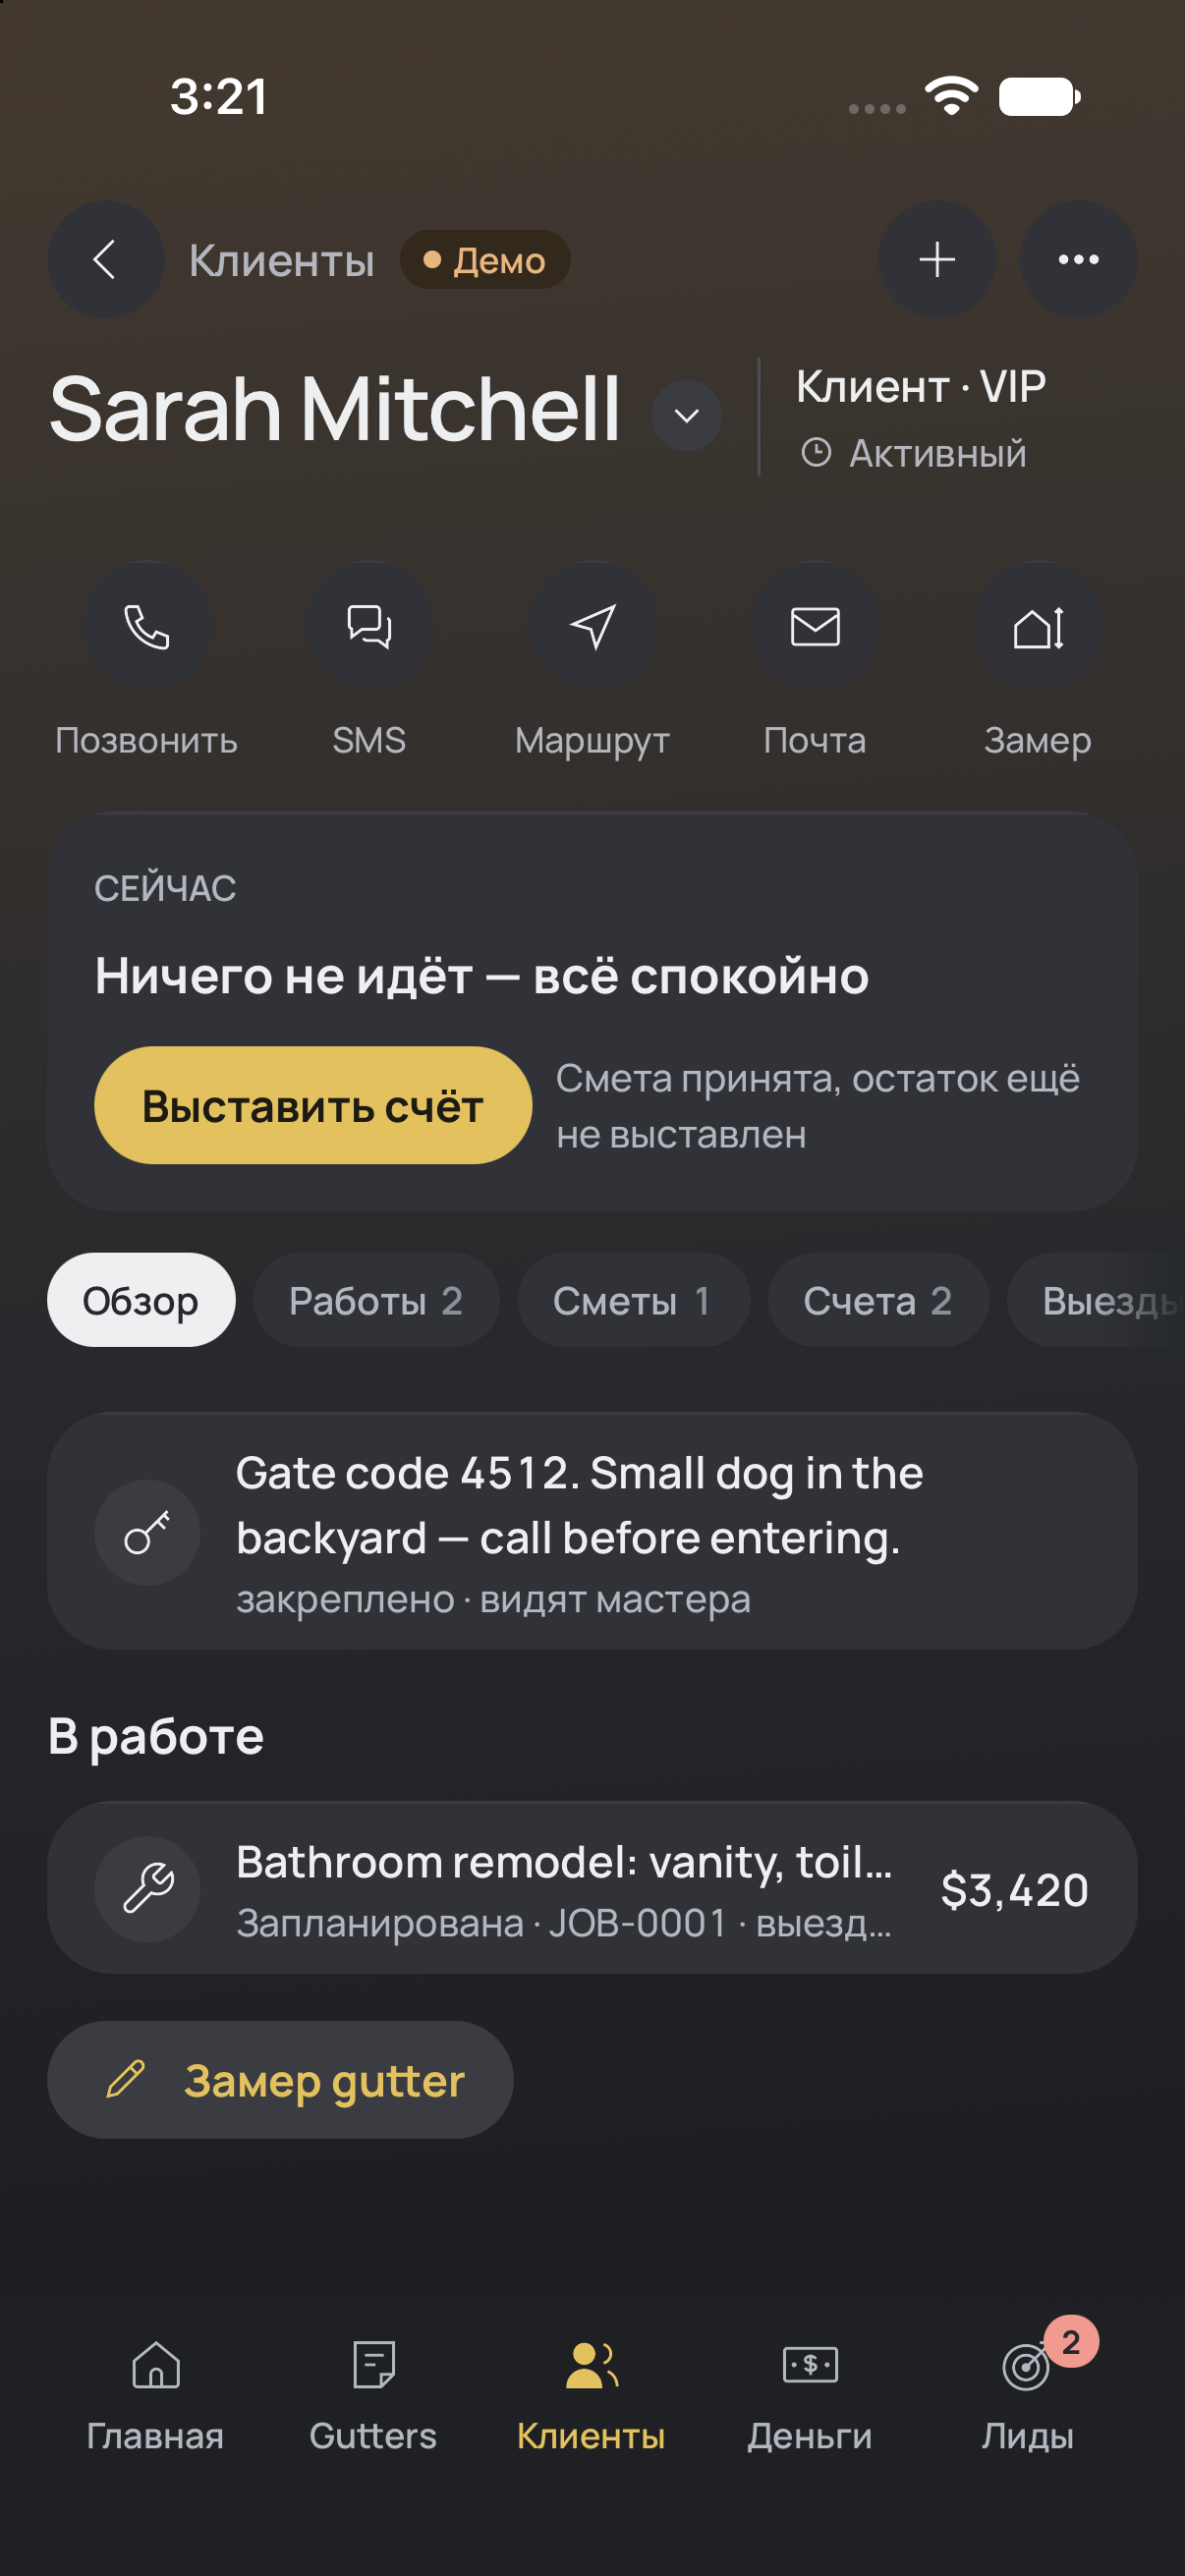 3:21
Клиенты
Демо
Sarah Mitchell
Клиент · VIP
Активный
Позвонить
SMS
Маршрут
Почта
Замер
СЕЙЧАС
Ничего не идёт — всё спокойно
Выставить счёт
Смета принята, остаток ещё
не выставлен
Обзор
Работы 2
Сметы 1
Счета 2
Выезды
Gate code 4512. Small dog in the
backyard — call before entering.
закреплено · видят мастера
В работе
Bathroom remodel: vanity, toil…
Запланирована · JOB-0001 · выезд…
$3,420
Замер gutter
2
Главная
Gutters
Клиенты
Деньги
Лиды